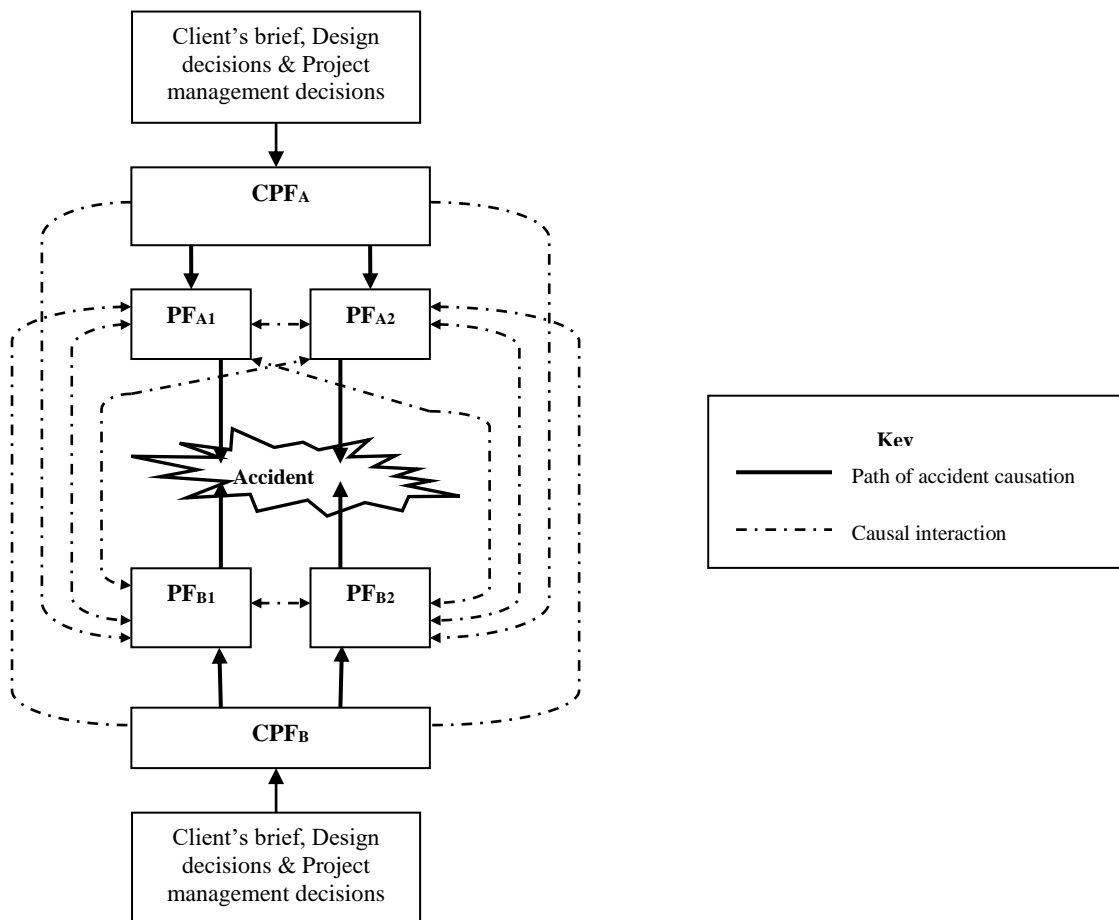 Client’s brief, Design
decisions & Project
management decisions
CPFA
PFA1
PFA2
Accident
Key
Path of accident causation
Causal interaction
PFB1
PFB2
CPFB
Client’s brief, Design
decisions & Project
management decisions